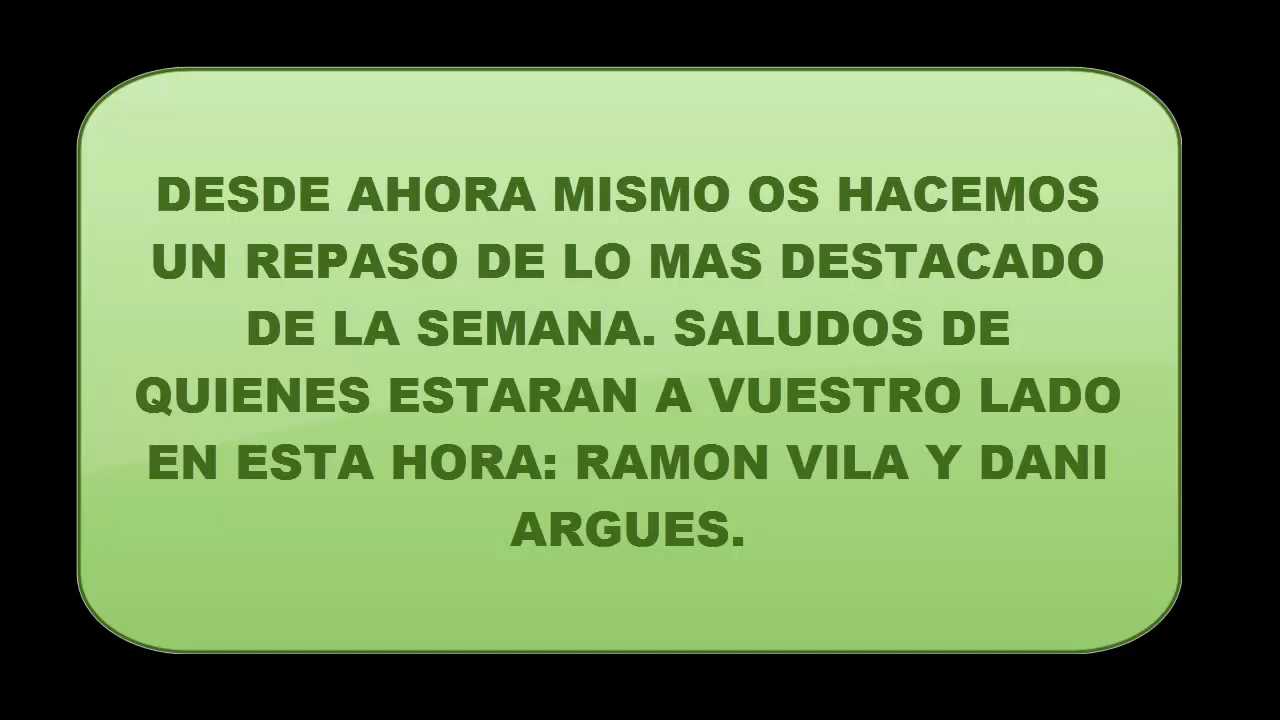 DESDE AHORA MISMO OS HACEMOS
UN REPASO DE LO MAS DESTACADO
DE LA SEMANA. SALUDOS DE
QUIENES ESTARAN A VUESTRO LADO
EN ESTA HORA: RAMON VILA Y DANI
ARGUES.